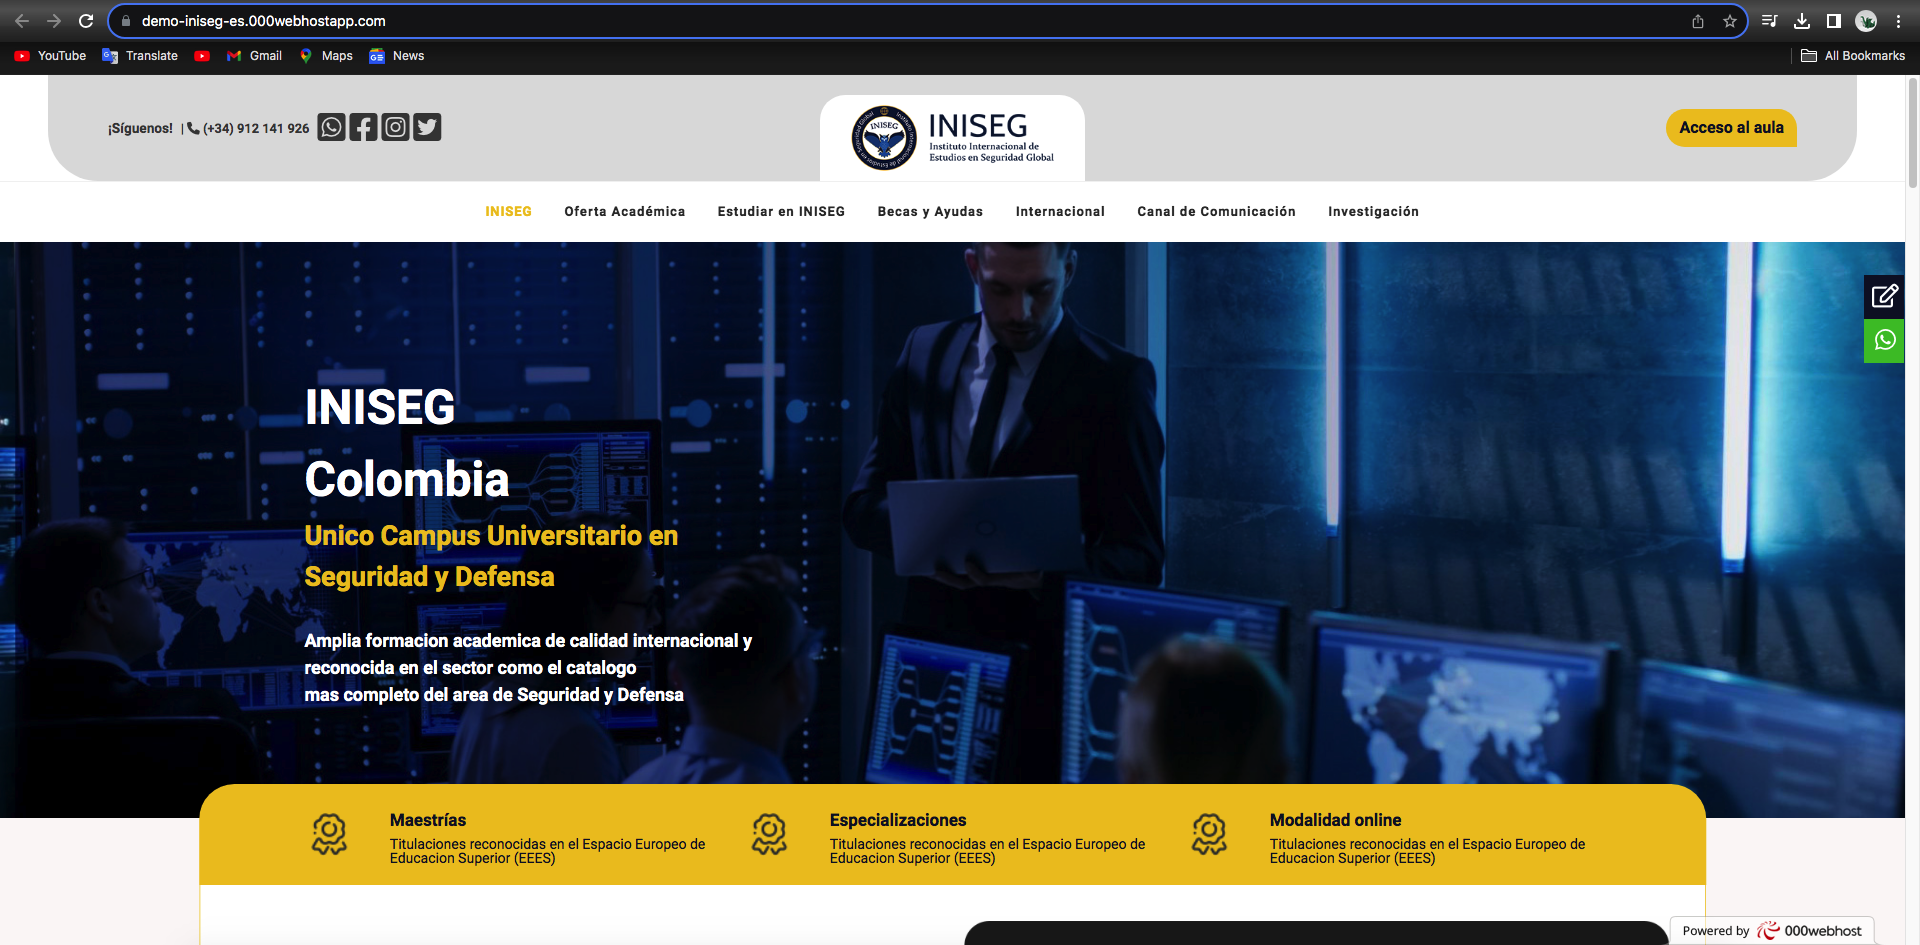 demo-iniseg-es.000webhostapp.com
YouTube
Translate
Gmail
Maps
News
All Bookmarks
¡Síguenos! | (+34) 912 141 926
INISEG
Instituto Internacional de
Estudios en Seguridad Global
Acceso al aula
INISEG
Oferta Académica
Estudiar en INISEG
Becas y Ayudas
Internacional
Canal de Comunicación
Investigación
INISEG
Colombia
Unico Campus Universitario en
Seguridad y Defensa
Amplia formacion academica de calidad internacional y
reconocida en el sector como el catalogo
mas completo del area de Seguridad y Defensa
Maestrías
Titulaciones reconocidas en el Espacio Europeo de
Educacion Superior (EEES)
Especializaciones
Titulaciones reconocidas en el Espacio Europeo de
Educacion Superior (EEES)
Modalidad online
Titulaciones reconocidas en el Espacio Europeo de
Educacion Superior (EEES)
Powered by 000webhost